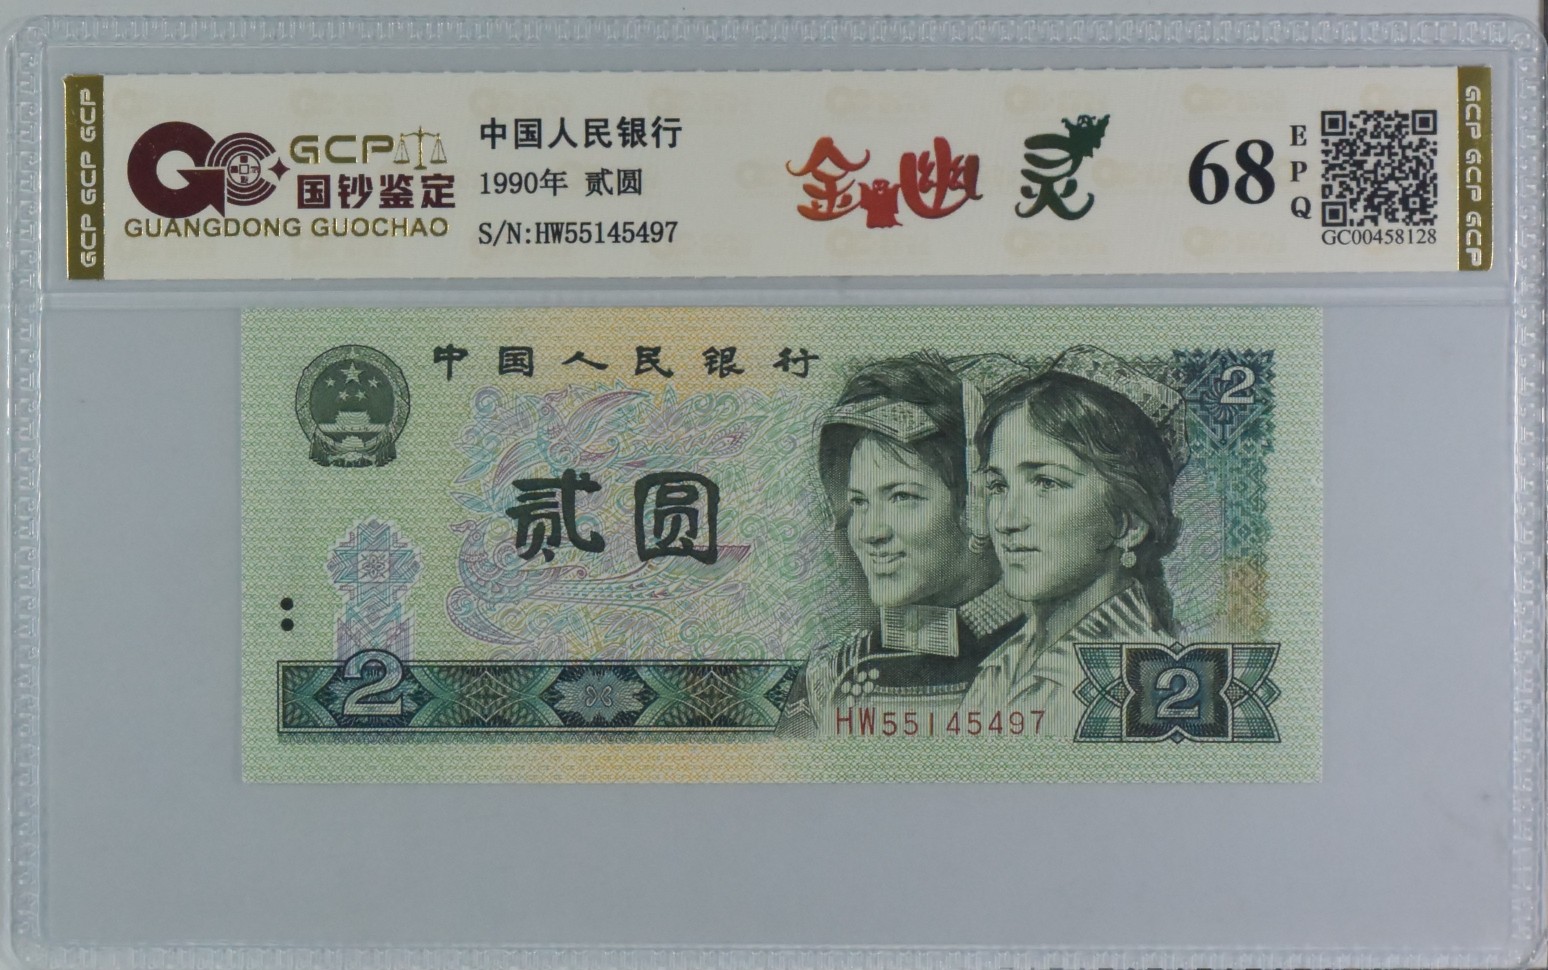 GCP GCP GCP
GCP
国钞鉴定
GUANGDONG GUOCHAO
中国人民银行
1990年 贰圆
S/N:HW55145497
金幽灵
68
EPQ
GC00458128
GCP GCP GCP
中国人民银行
2
贰圆
2
HW55145497
2